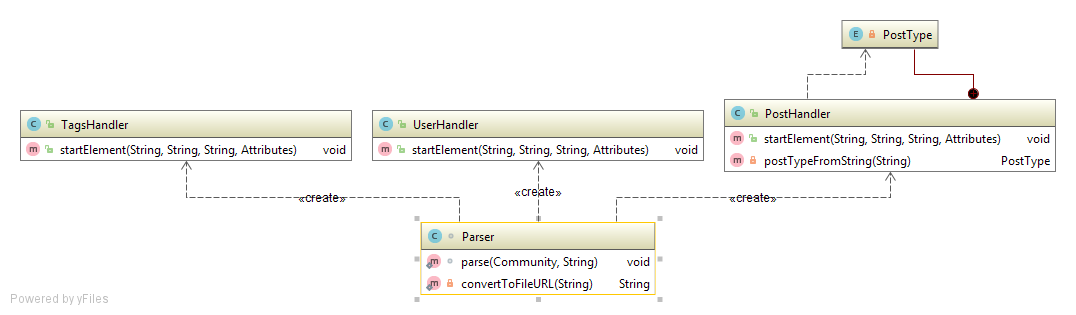 E PostType
C TagsHandler
m startElement(String, String, String, Attributes) void
C UserHandler
m startElement(String, String, String, Attributes) void
C PostHandler
m startElement(String, String, String, Attributes) void
m postTypeFromString(String) PostType
«create»
«create»
«create»
C Parser
m parse(Community, String) void
m convertToFileURL(String) String
Powered by yFiles